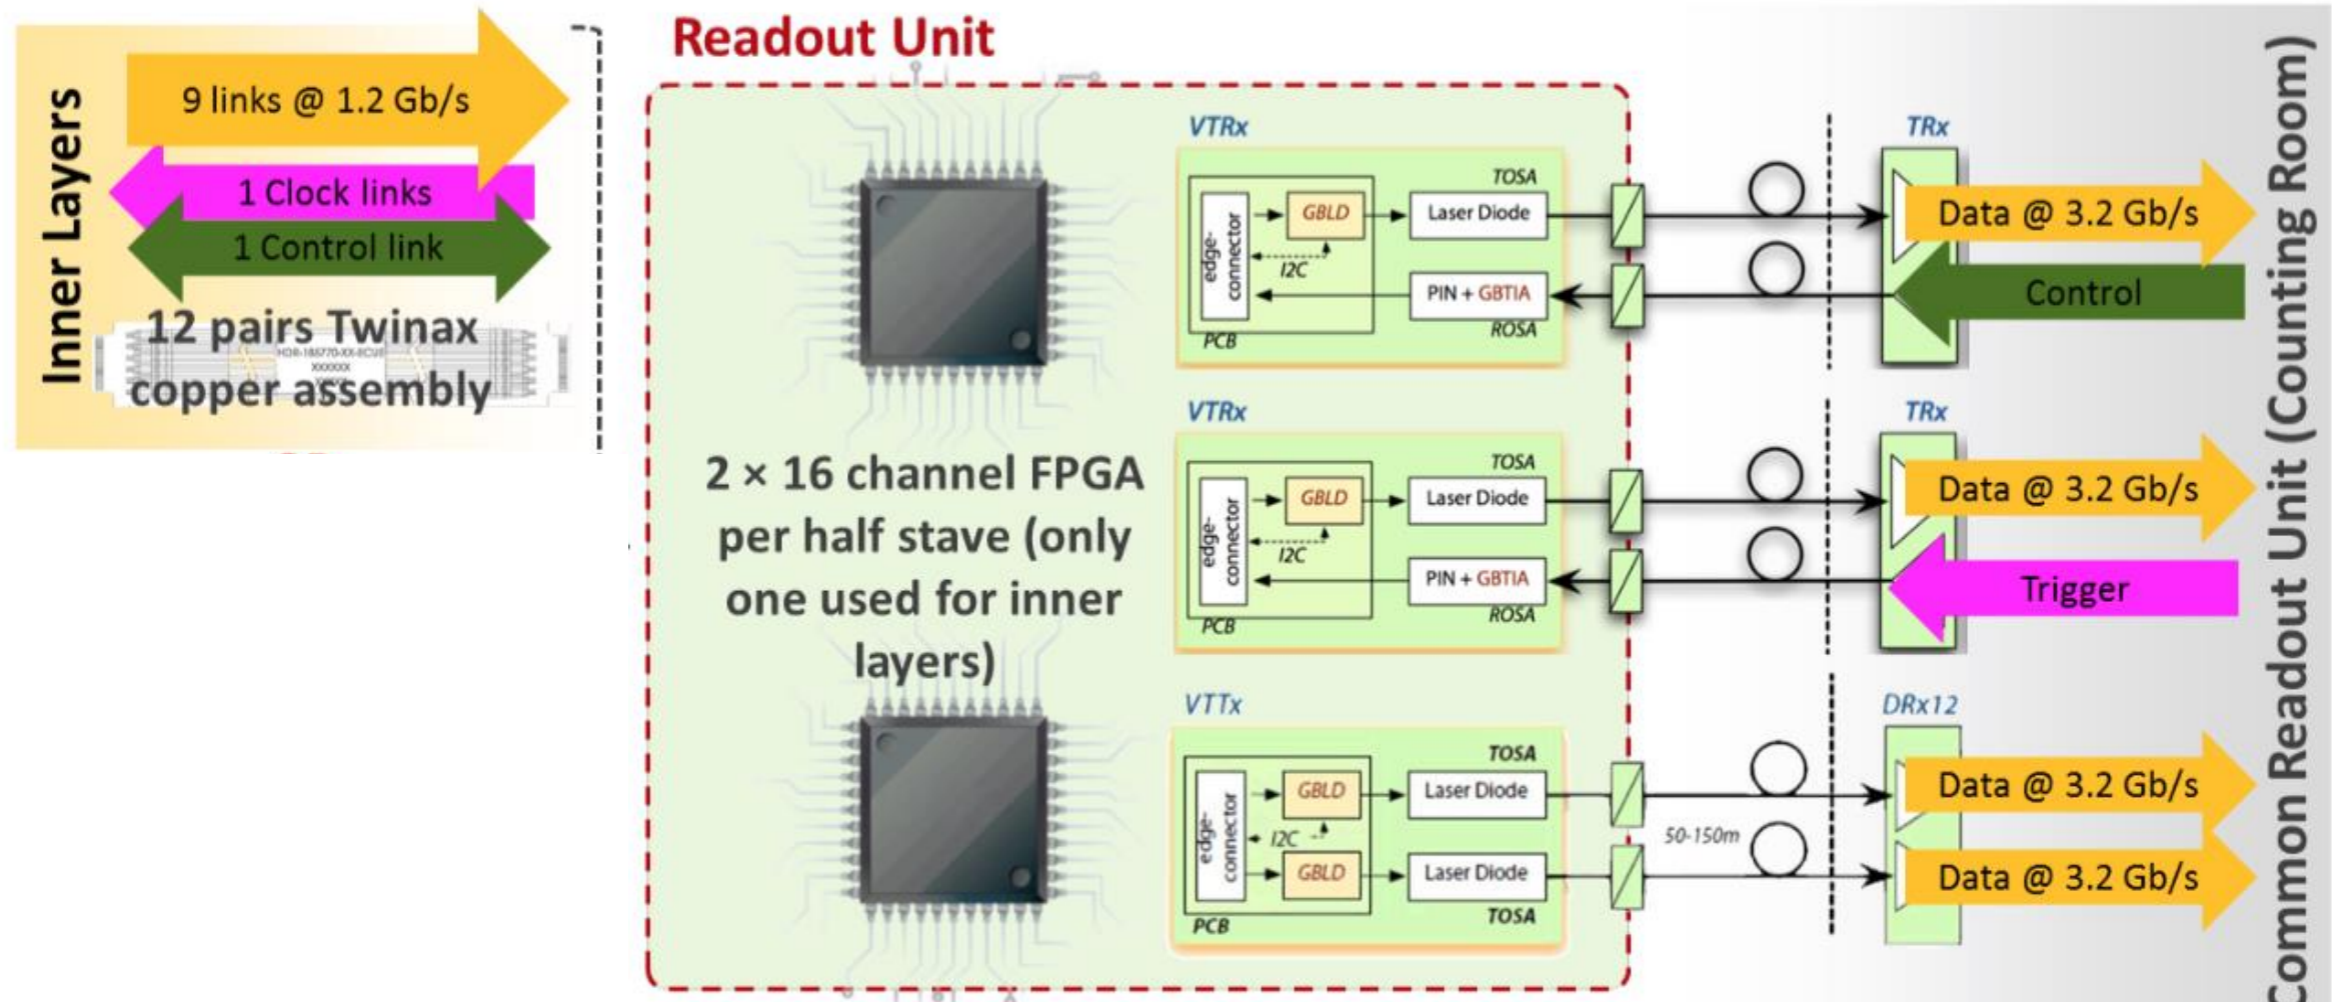 Inner Layers
9 links @ 1.2 Gb/s
1 Clock links
1 Control link
12 pairs Twinax
copper assembly
XXXXXX
Readout Unit
2 × 16 channel FPGA
per half stave (only
one used for inner
layers)
VTRx
TOSA
edge-
connector
GBLD
Laser Diode
I2C
PIN + GBTIA
ROSA
PCB
VTRx
TOSA
edge-
connector
GBLD
Laser Diode
I2C
PIN + GBTIA
ROSA
PCB
VTTx
TOSA
edge-
connector
GBLD
Laser Diode
I2C
GBLD
Laser Diode
TOSA
PCB
50-150m
TRx
Data @ 3.2 Gb/s
Control
TRx
Data @ 3.2 Gb/s
Trigger
DRx12
Data @ 3.2 Gb/s
Data @ 3.2 Gb/s
Common Readout Unit (Counting Room)